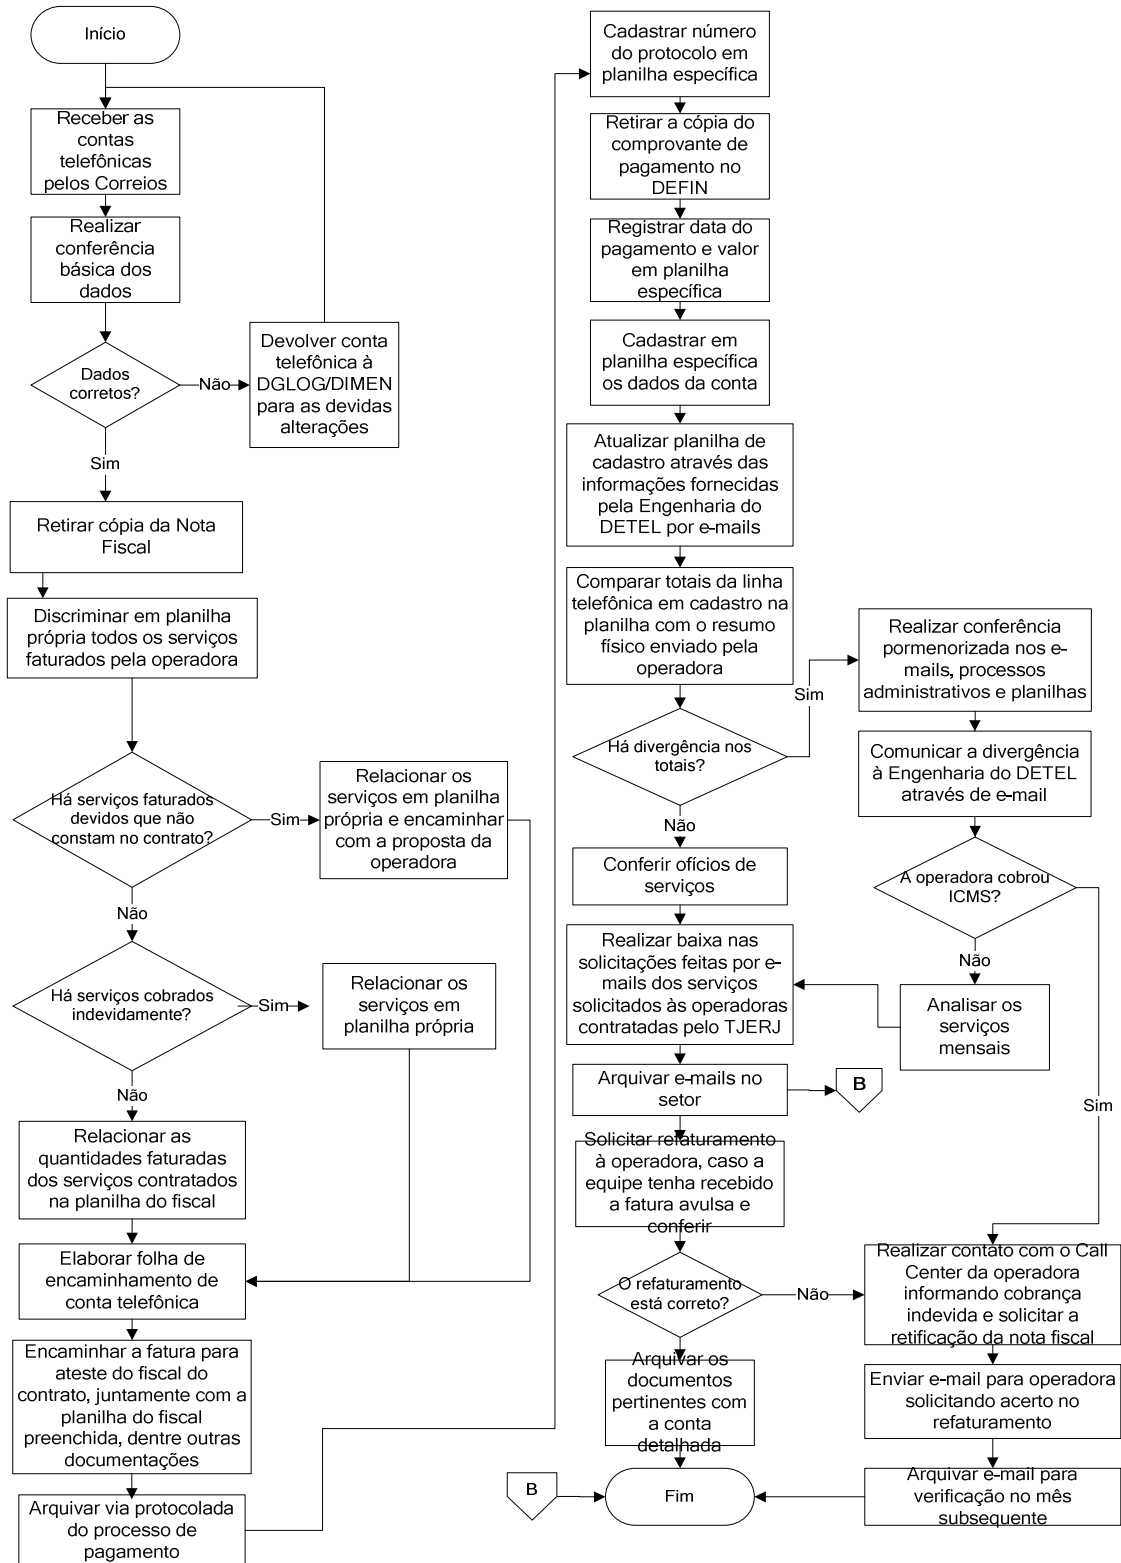 Início
Receber as
contas
telefônicas
pelos Correios
Realizar
conferência
básica dos
dados
Dados
corretos?
Não
Devolver conta
telefônica à
DGLOG/DIMEN
para as devidas
alterações
Sim
Retirar cópia da Nota
Fiscal
Discriminar em planilha
própria todos os serviços
faturados pela operadora
Há serviços faturados
devidos que não
constam no contrato?
Sim
Relacionar os
serviços em planilha
própria e encaminhar
com a proposta da
operadora
Não
Há serviços cobrados
indevidamente?
Sim
Relacionar os
serviços em
planilha própria
Não
Relacionar as
quantidades faturadas
dos serviços contratados
na planilha do fiscal
Elaborar folha de
encaminhamento de
conta telefônica
Encaminhar a fatura para
ateste do fiscal do
contrato, juntamente com a
planilha do fiscal
preenchida, dentre outras
documentações
Arquivar via protocolada
do processo de
pagamento
Cadastrar número
do protocolo em
planilha específica
Retirar a cópia do
comprovante de
pagamento no
DEFIN
Registrar data do
pagamento e valor
em planilha
específica
Cadastrar em
planilha específica
os dados da conta
Atualizar planilha de
cadastro através das
informações fornecidas
pela Engenharia do
DETEL por e-mails
Comparar totais da linha
telefônica em cadastro na
planilha com o resumo
físico enviado pela
operadora
Há divergência nos
totais?
Sim
Realizar conferência
pormenorizada nos e-
mails, processos
administrativos e planilhas
Comunicar a divergência
à Engenharia do DETEL
através de e-mail
A operadora cobrou
ICMS?
Não
Analisar os
serviços
mensais
Sim
Não
Conferir ofícios de
serviços
Realizar baixa nas
solicitações feitas por e-
mails dos serviços
solicitados às operadoras
contratadas pelo TJERJ
Arquivar e-mails no
setor
B
Solicitar refaturamento
à operadora, caso a
equipe tenha recebido
a fatura avulsa e
conferir
O refaturamento
está correto?
Não
Realizar contato com o Call
Center da operadora
informando cobrança
indevida e solicitar a
retificação da nota fiscal
Enviar e-mail para operadora
solicitando acerto no
refaturamento
Arquivar e-mail para
verificação no mês
subsequente
Arquivar os
documentos
pertinentes com
a conta
detalhada
B
Fim